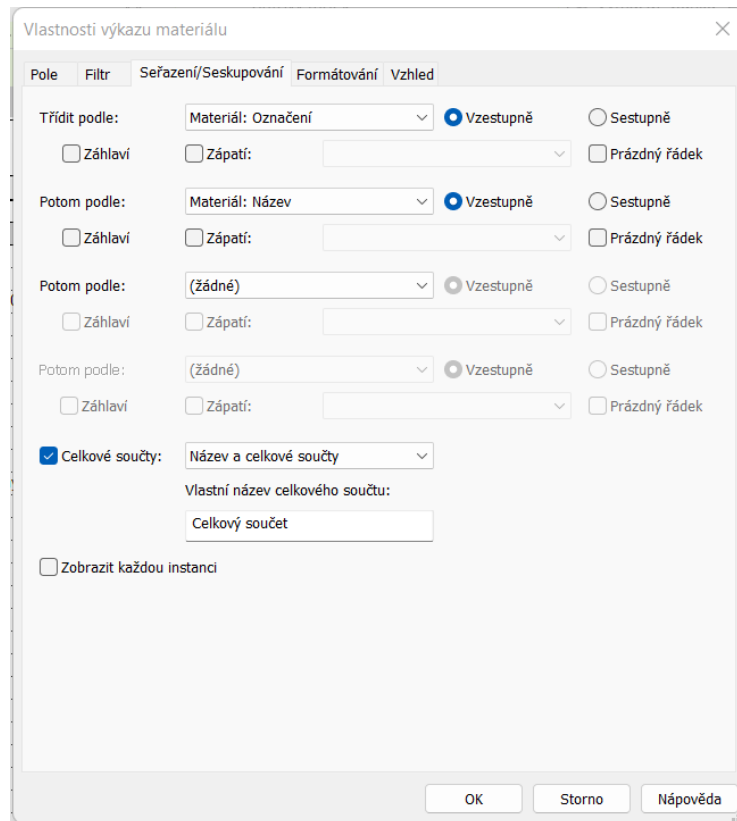 Vlastnosti výkazu materiálu
Pole Filtr Seřazení/Seskupování Formátování Vzhled
Třídit podle: Materiál: Označení Vzestupně Sestupně
Záhlaví Zápatí: Prázdný řádek
Potom podle: Materiál: Název Vzestupně Sestupně
Záhlaví Zápatí: Prázdný řádek
Potom podle: (žádné) Vzestupně Sestupně
Záhlaví Zápatí: Prázdný řádek
Potom podle: (žádné) Vzestupně Sestupně
Záhlaví Zápatí: Prázdný řádek
Celkové součty: Název a celkové součty
Vlastní název celkového součtu:
Celkový součet
Zobrazit každou instanci
OK Storno Nápověda